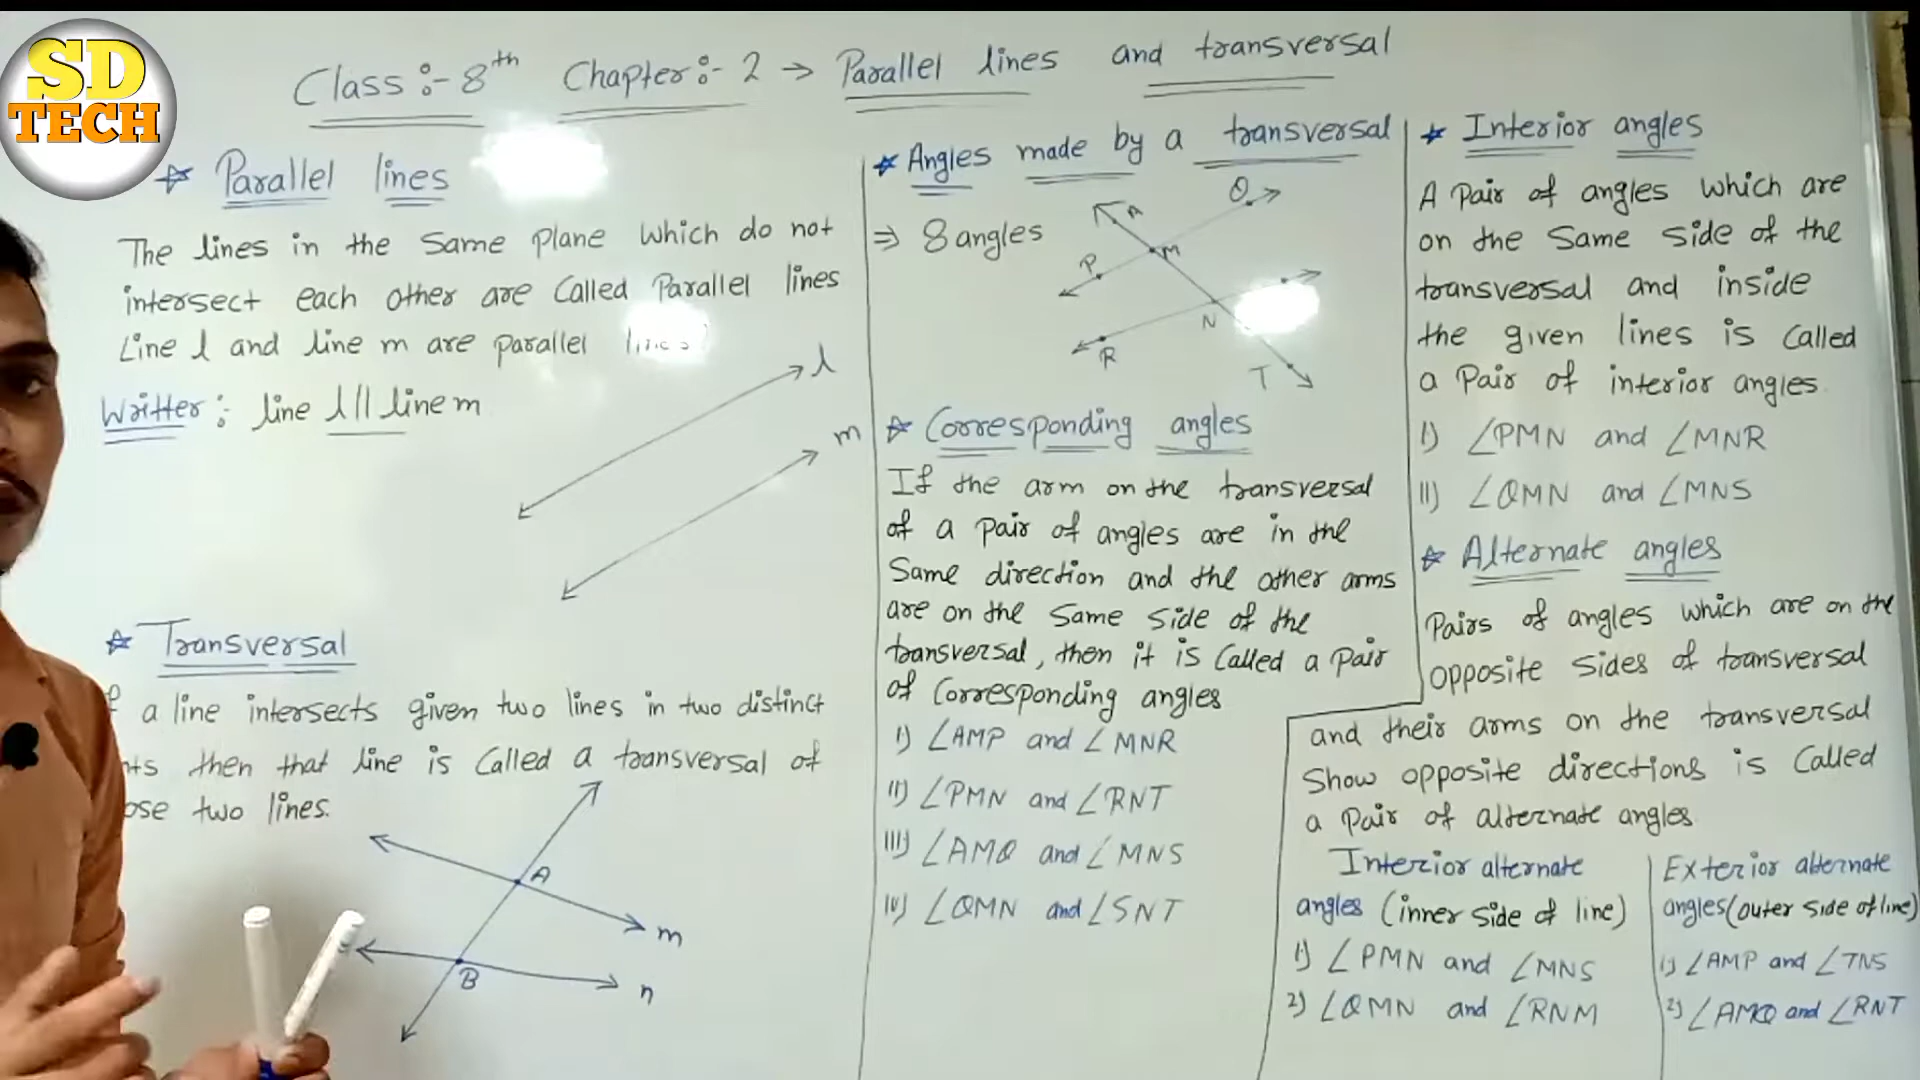 SD
TECH
Class :- 8th Chapter :- 2 → Parallel lines and transversal
☆ Parallel lines
The lines in the same plane which do not
intersect each other are called Parallel lines
Line l and line m are parallel lines
Writter :- line l || line m
l
m
☆ Transversal
a line intersects given two lines in two distinct
then that line is called a transversal of
two lines.
A
m
B
n
☆ Angles made by a transversal
⇒ 8 angles
A
Q
P
M
N
R
T
☆ Corresponding angles
If the arm on the transversal
of a pair of angles are in the
Same direction and the other arms
are on the same side of the
transversal, then it is called a pair
of corresponding angles
i) ∠AMP and ∠MNR
ii) ∠PMN and ∠RNT
iii) ∠AMQ and ∠MNS
iv) ∠QMN and ∠SNT
☆ Interior angles
A pair of angles which are
on the same side of the
transversal and inside
the given lines is called
a pair of interior angles.
i) ∠PMN and ∠MNR
ii) ∠QMN and ∠MNS
☆ Alternate angles
Pairs of angles which are on the
opposite sides of transversal
and their arms on the transversal
Show opposite directions is called
a pair of alternate angles.
Interior alternate
angles (inner side of line)
1) ∠PMN and ∠MNS
2) ∠QMN and ∠RNM
Exterior alternate
angles (outer side of line)
1) ∠AMP and ∠TNS
2) ∠AMQ and ∠RNT